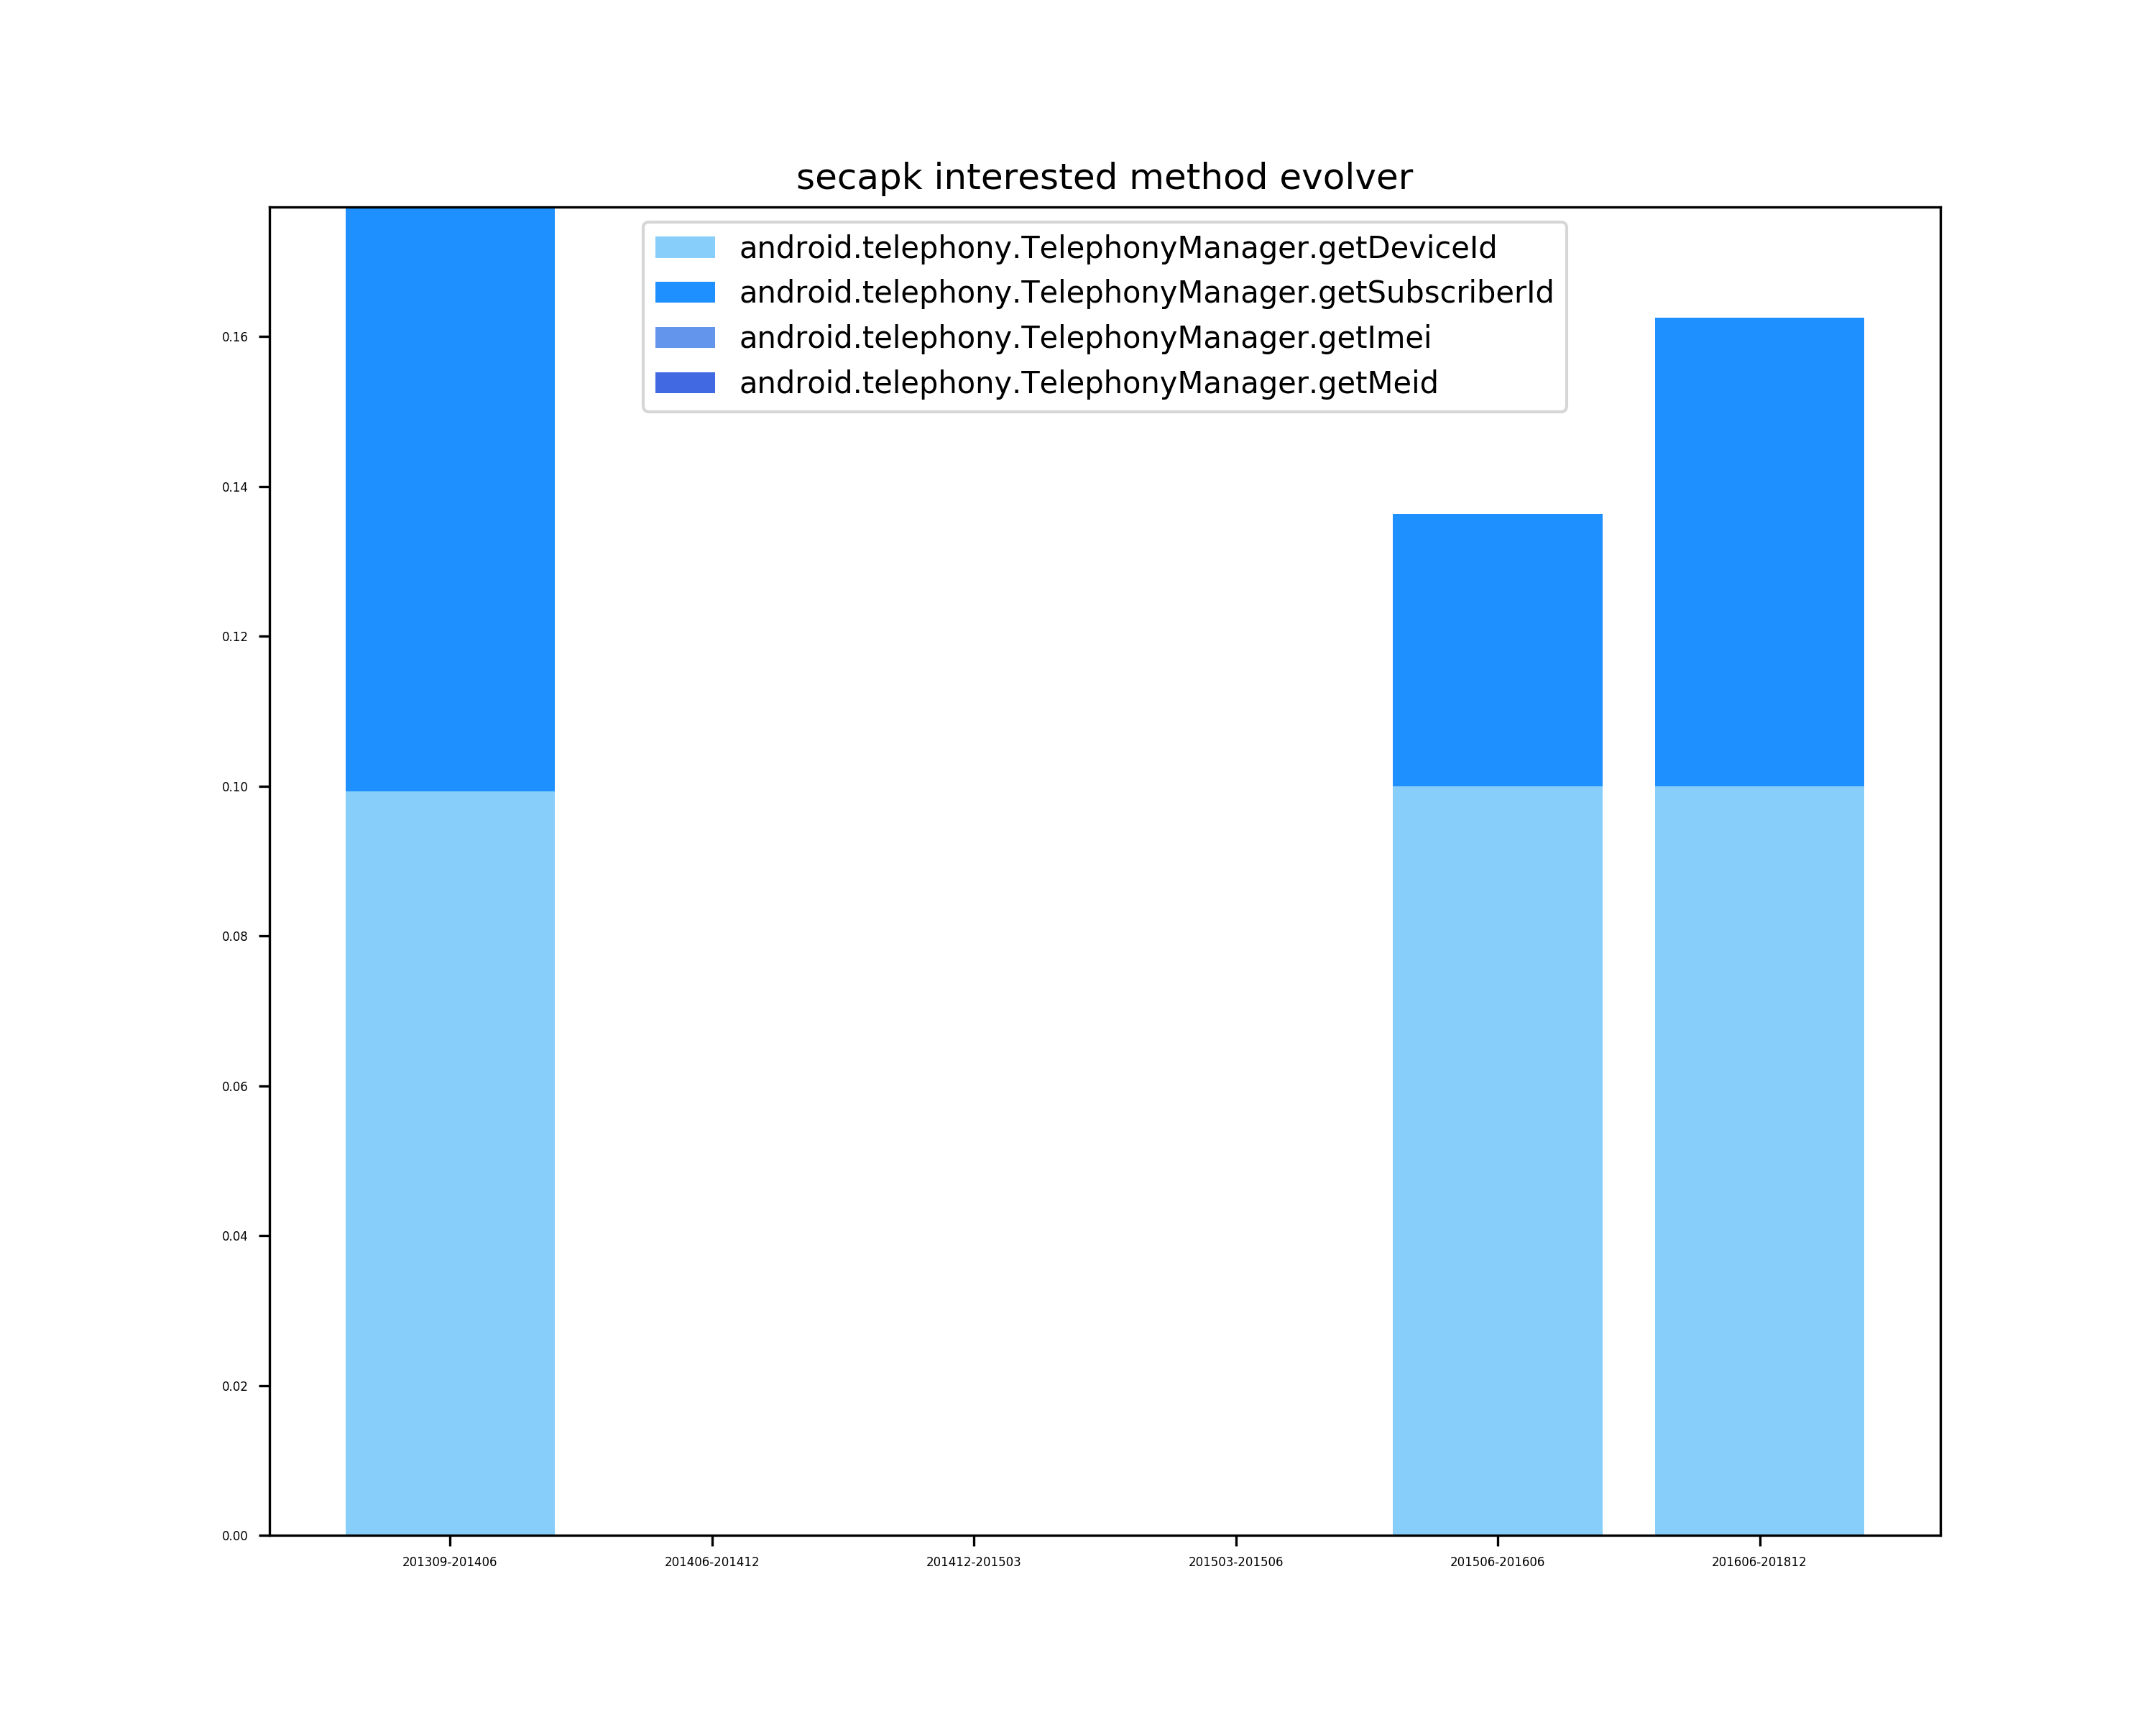 secapk interested method evolver
android.telephony.TelephonyManager.getDeviceId
android.telephony.TelephonyManager.getSubscriberId
android.telephony.TelephonyManager.getImei
android.telephony.TelephonyManager.getMeid
0.16
0.14
0.12
0.10
0.08
0.06
0.04
0.02
0.00
201309-201406 201406-201412 201412-201503 201503-201506 201506-201606 201606-201812